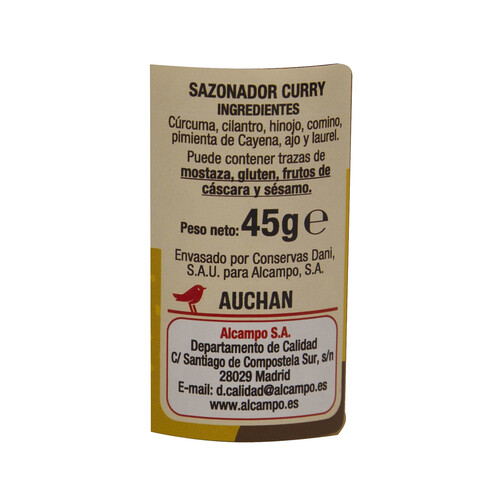 SAZONADOR CURRY
INGREDIENTES
Cúrcuma, cilantro, hinojo, comino,
pimienta de Cayena, ajo y laurel.
Puede contener trazas de
mostaza, gluten, frutos de
cáscara y sésamo.
Peso neto: 45g℮
Envasado por Conservas Dani,
S.A.U. para Alcampo, S.A.
AUCHAN
Alcampo S.A.
Departamento de Calidad
C/ Santiago de Compostela Sur, s/n
28029 Madrid
E-mail: d.calidad@alcampo.es
www.alcampo.es